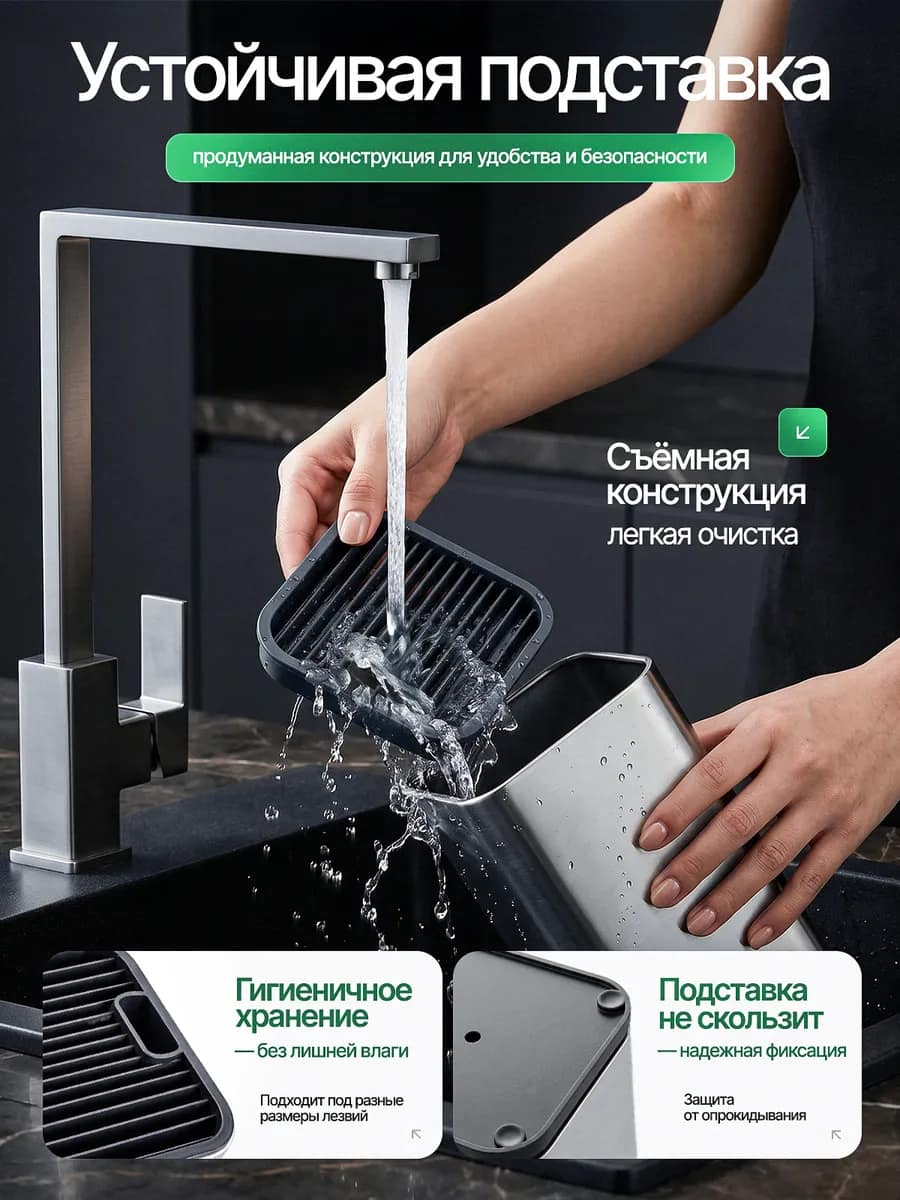 Устойчивая подставка
продуманная конструкция для удобства и безопасности
Съёмная
конструкция
легкая очистка
Гигиеничное
хранение
— без лишней влаги
Подходит под разные
размеры лезвий
Подставка
не скользит
— надежная фиксация
Защита
от опрокидывания